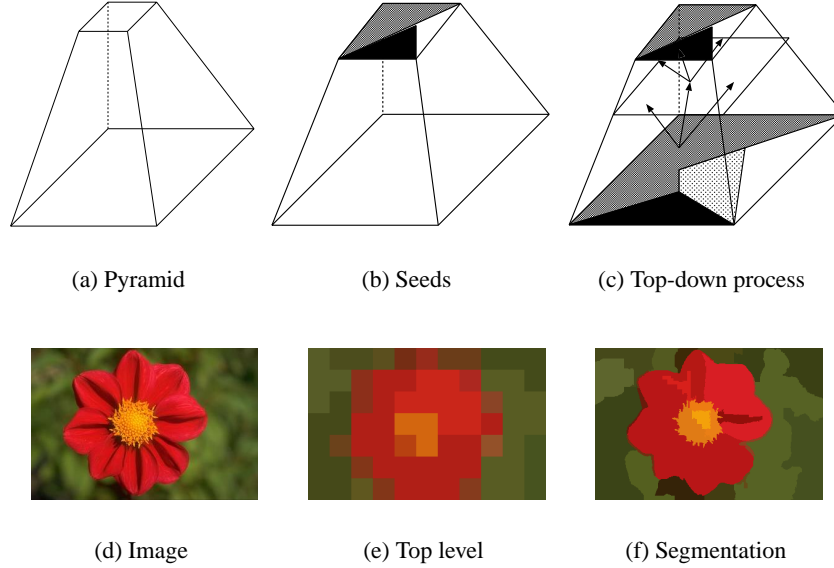 (a) Pyramid
(b) Seeds
(c) Top-down process
(d) Image
(e) Top level
(f) Segmentation